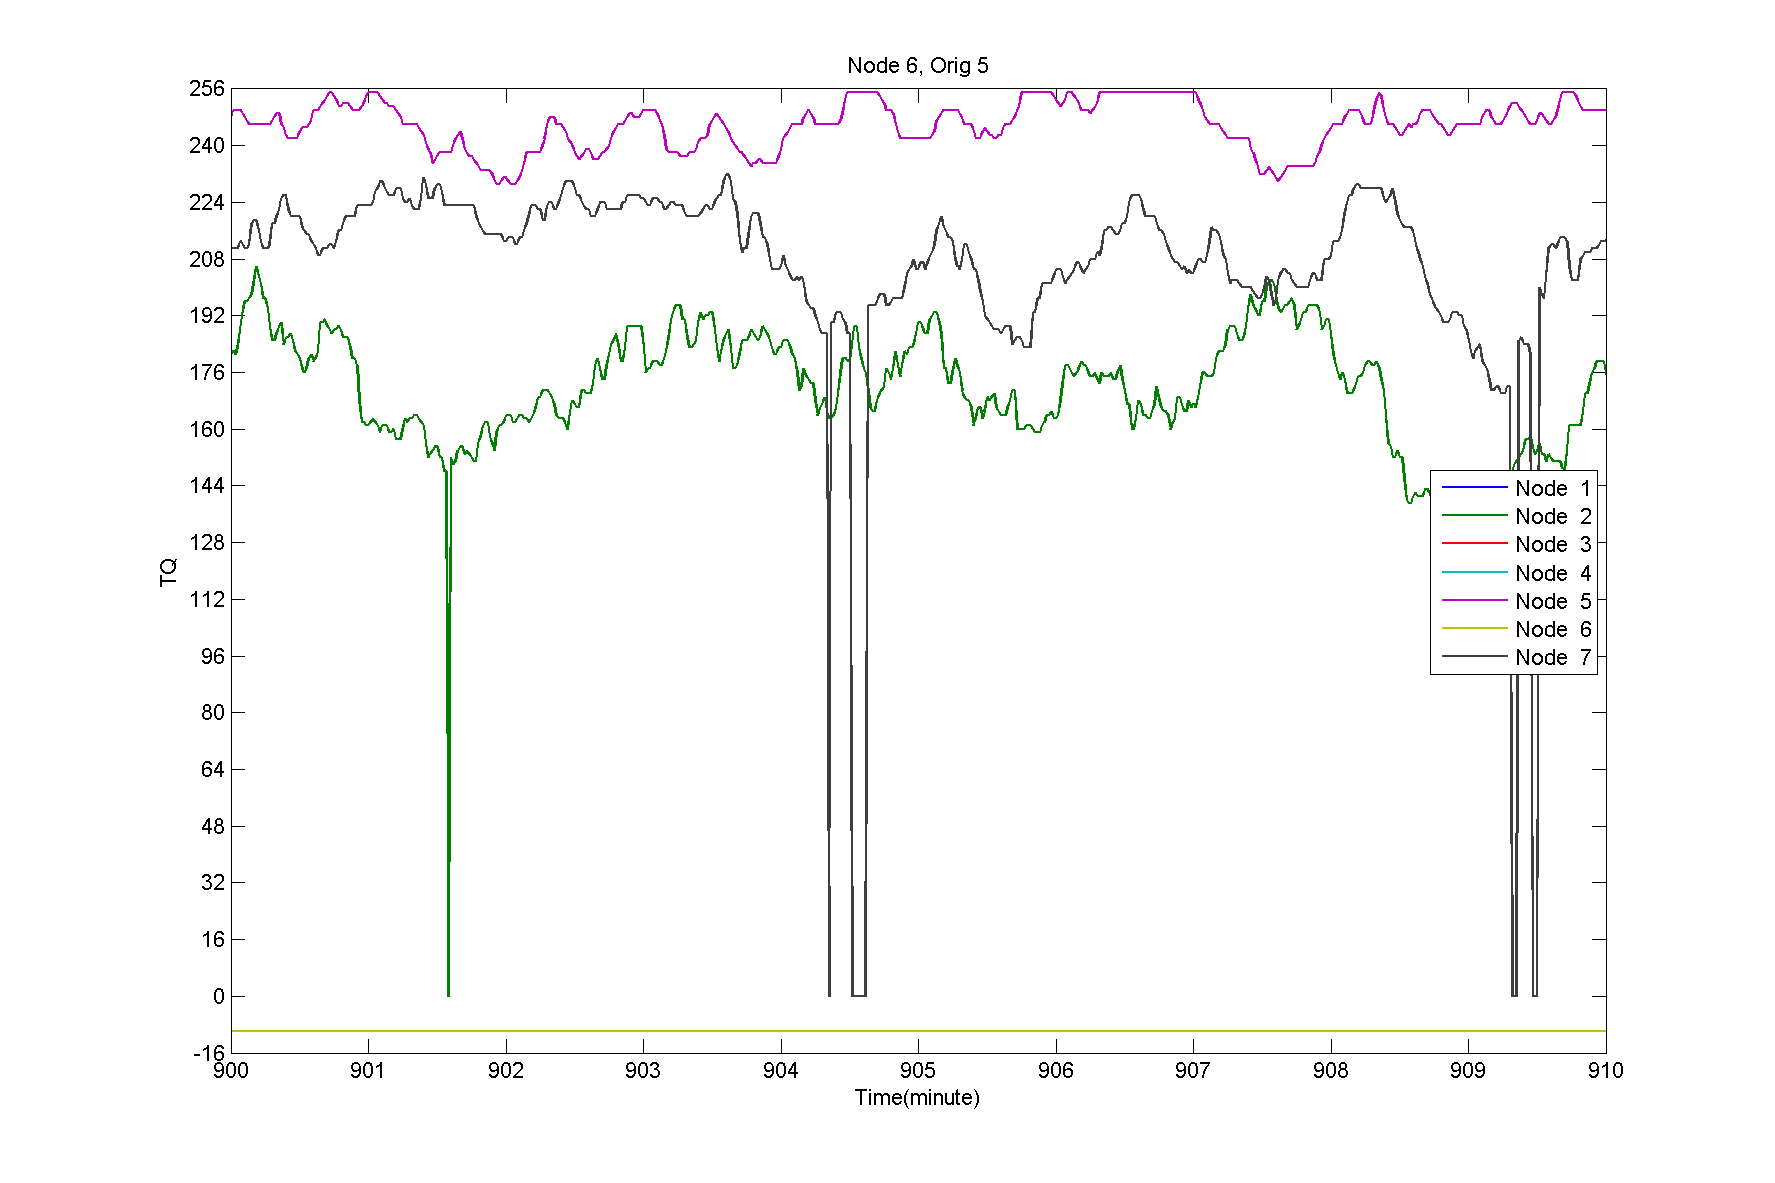 Node 6, Orig 5
256
240
224
208
192
176
160
144
128
112
96
80
64
48
32
16
0
-16
TQ
Node 1
Node 2
Node 3
Node 4
Node 5
Node 6
Node 7
900 901 902 903 904 905 906 907 908 909 910
Time(minute)